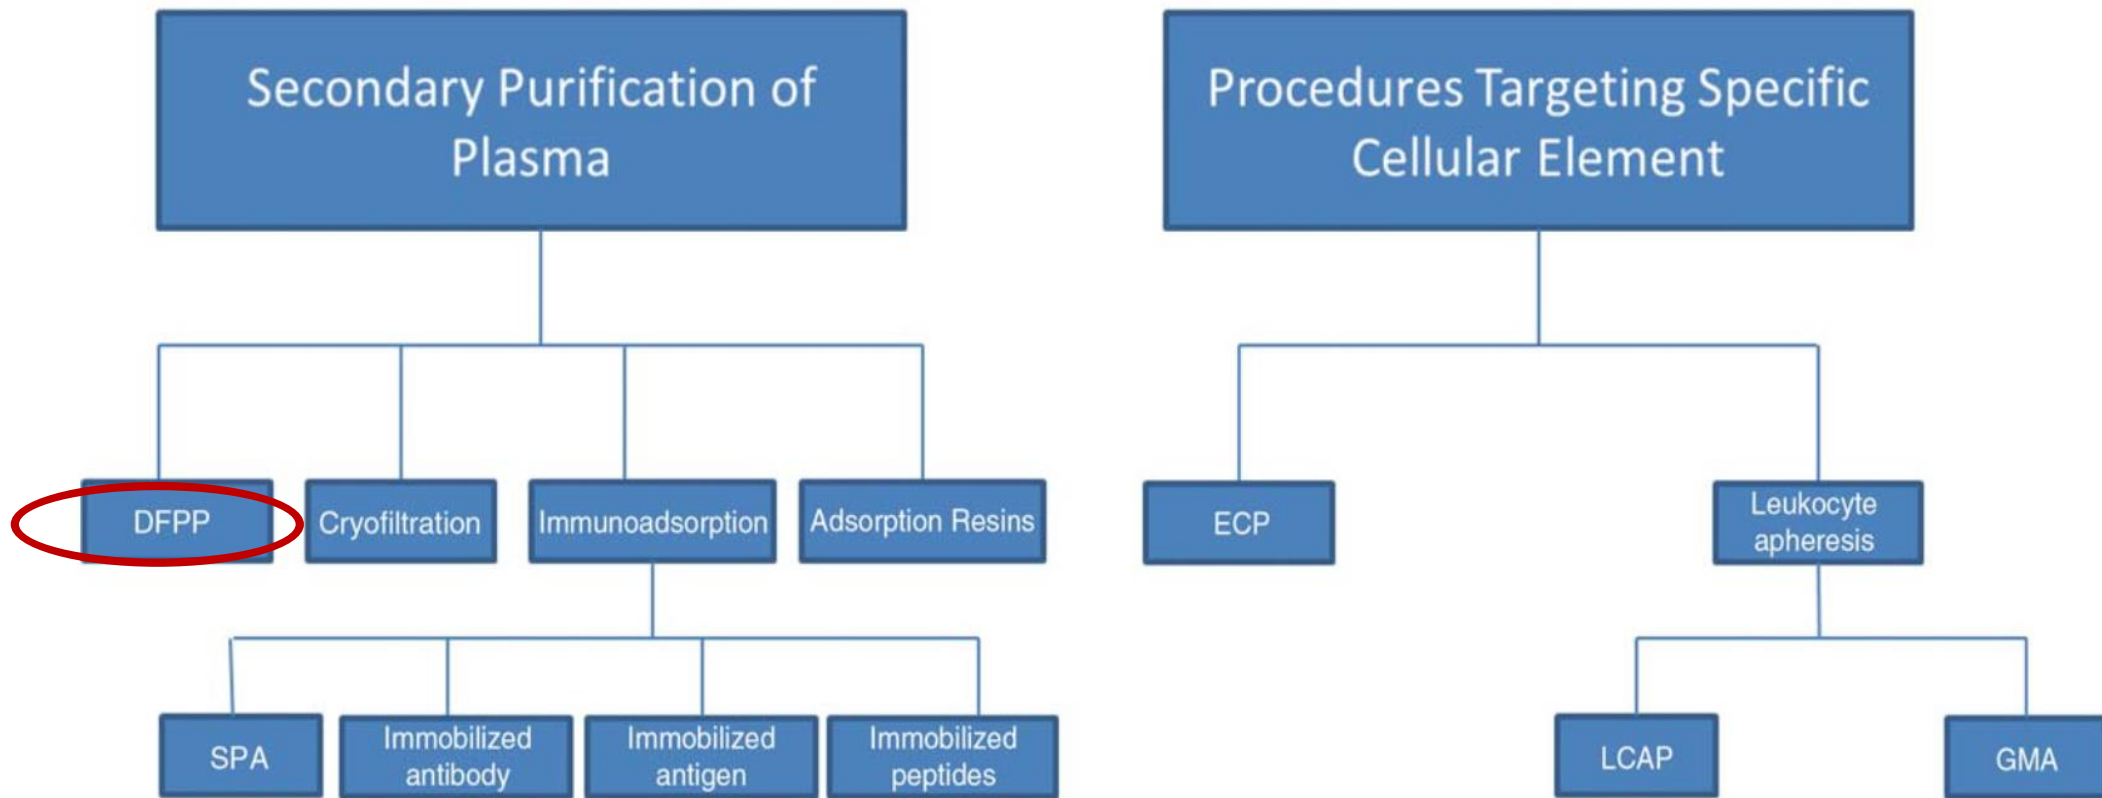 Secondary Purification of
Plasma
Procedures Targeting Specific
Cellular Element
DFPP
Cryofiltration
Immunoadsorption
Adsorption Resins
ECP
Leukocyte
apheresis
SPA
Immobilized
antibody
Immobilized
antigen
Immobilized
peptides
LCAP
GMA